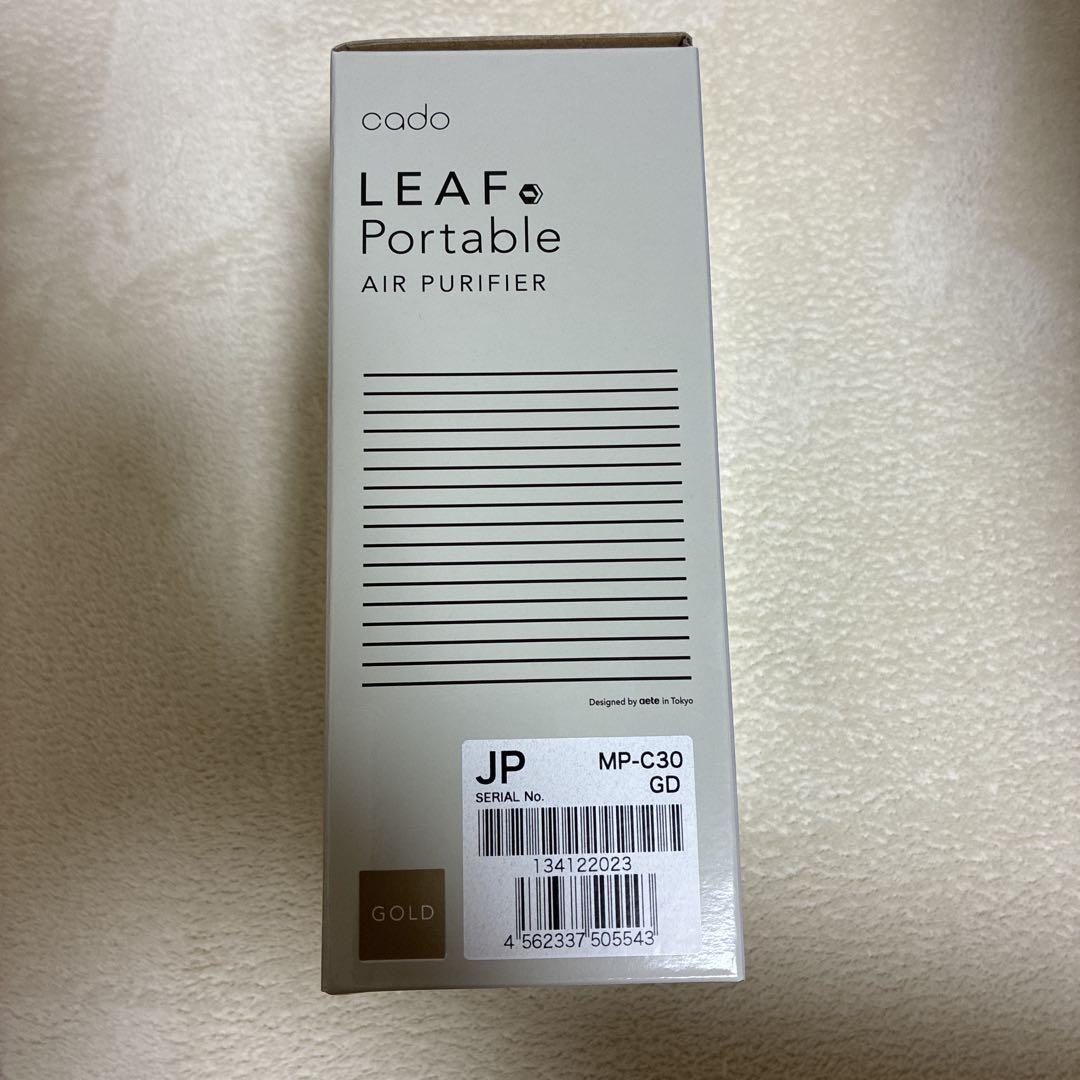 cado
LEAF
Portable
AIR PURIFIER
Designed by aete in Tokyo
JP MP-C30
GD
SERIAL No.
134122023
4 562337 505543
GOLD